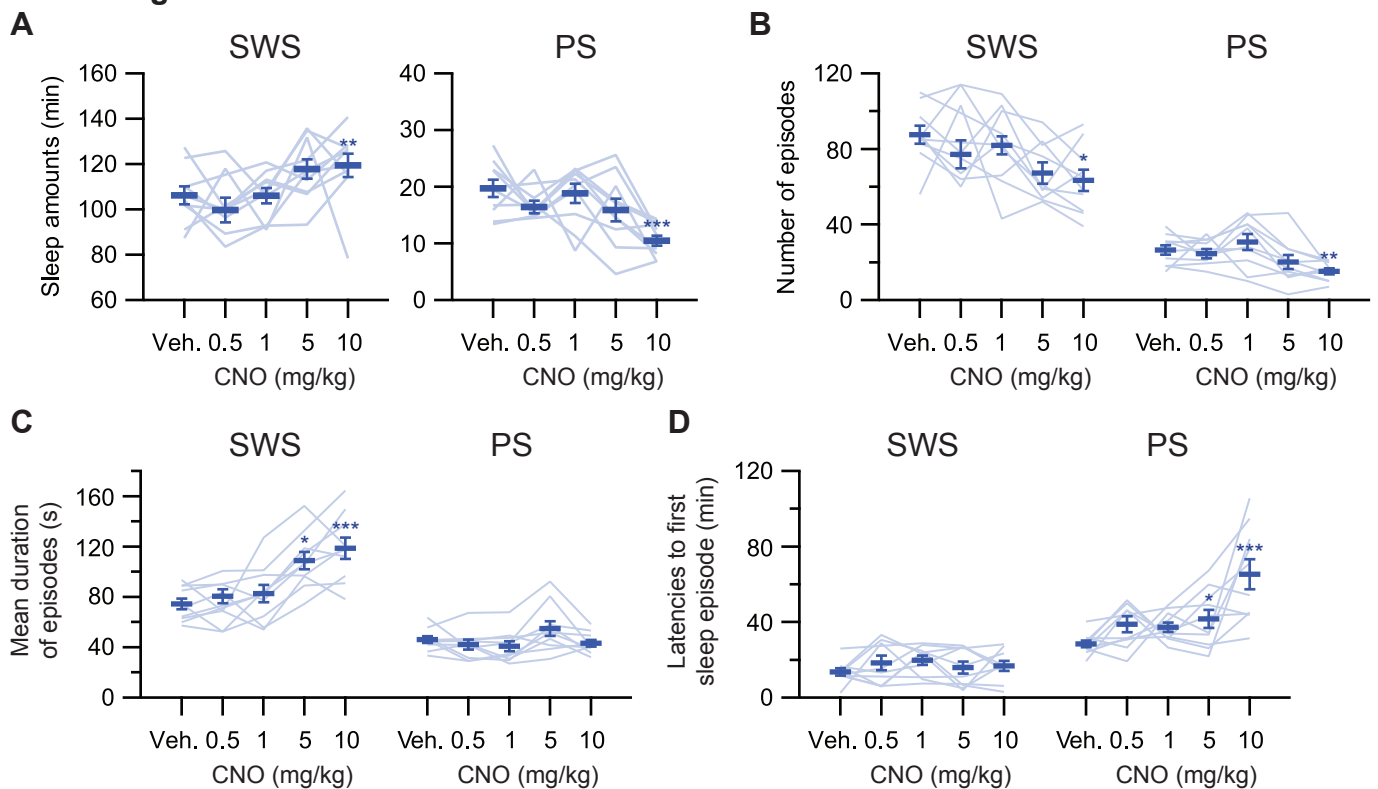 A
B
SWS
PS
SWS
PS
Sleep amounts (min)
160
140
120
100
80
60
**
40
30
20
10
0
***
Number of episodes
120
80
40
0
*
**
Veh. 0.5 1 5 10
Veh. 0.5 1 5 10
Veh. 0.5 1 5 10
Veh. 0.5 1 5 10
CNO (mg/kg)
CNO (mg/kg)
CNO (mg/kg)
CNO (mg/kg)
C
D
SWS
PS
SWS
PS
Mean duration
of episodes (s)
160
120
80
40
0
*
***
Latencies to first
sleep episode (min)
120
80
40
0
*
***
Veh. 0.5 1 5 10
Veh. 0.5 1 5 10
Veh. 0.5 1 5 10
Veh. 0.5 1 5 10
CNO (mg/kg)
CNO (mg/kg)
CNO (mg/kg)
CNO (mg/kg)